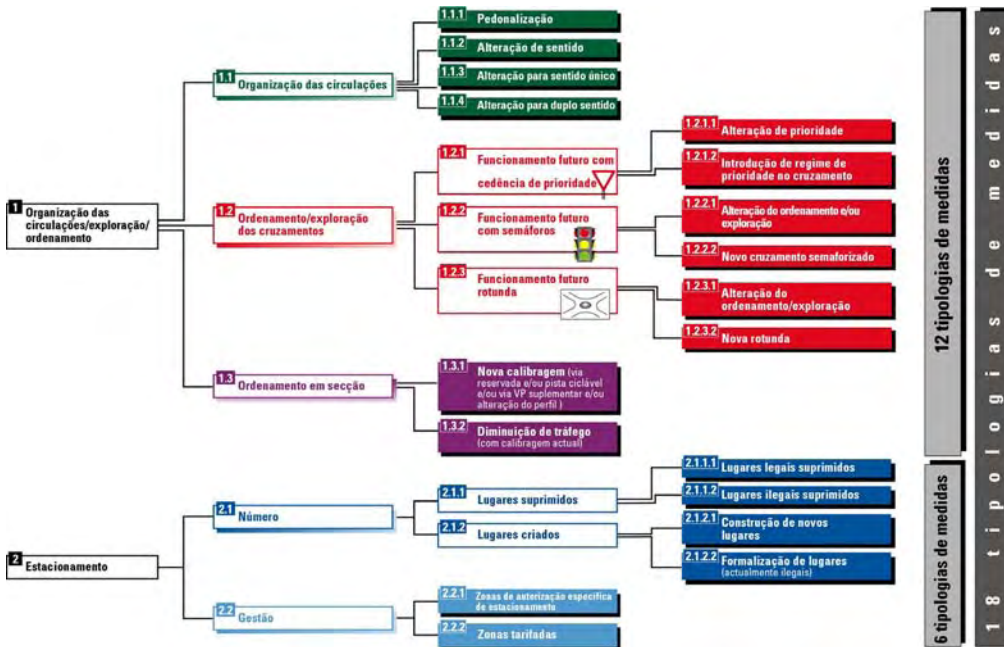 1
Organização das
circulações/exploração/
ordenamento
1.1
Organização das circulações
1.1.1
Pedonalização
1.1.2
Alteração de sentido
1.1.3
Alteração para sentido único
1.1.4
Alteração para duplo sentido
1.2
Ordenamento/exploração
dos cruzamentos
1.2.1
Funcionamento futuro com
cedência de prioridade
1.2.1.1
Alteração de prioridade
1.2.1.2
Introdução de regime de
prioridade no cruzamento
1.2.2
Funcionamento futuro
com semáforos
1.2.2.1
Alteração do ordenamento e/ou
exploração
1.2.2.2
Novo cruzamento semaforizado
1.2.3
Funcionamento futuro
rotunda
1.2.3.1
Alteração do
ordenamento/exploração
1.2.3.2
Nova rotunda
1.3
Ordenamento em secção
1.3.1
Nova calibragem (via
reservada e/ou pista ciclável
e/ou via VP suplementar e/ou
alteração do perfil )
1.3.2
Diminuição de tráfego
(com calibragem actual)
2
Estacionamento
2.1
Número
2.1.1
Lugares suprimidos
2.1.1.1
Lugares legais suprimidos
2.1.1.2
Lugares ilegais suprimidos
2.1.2
Lugares criados
2.1.2.1
Construção de novos
lugares
2.1.2.2
Formalização de lugares
(actualmente ilegais)
2.2
Gestão
2.2.1
Zonas de autorização específica
de estacionamento
2.2.2
Zonas tarifadas
12 tipologias de medidas
6 tipologias de medidas
18 tipologias de medidas